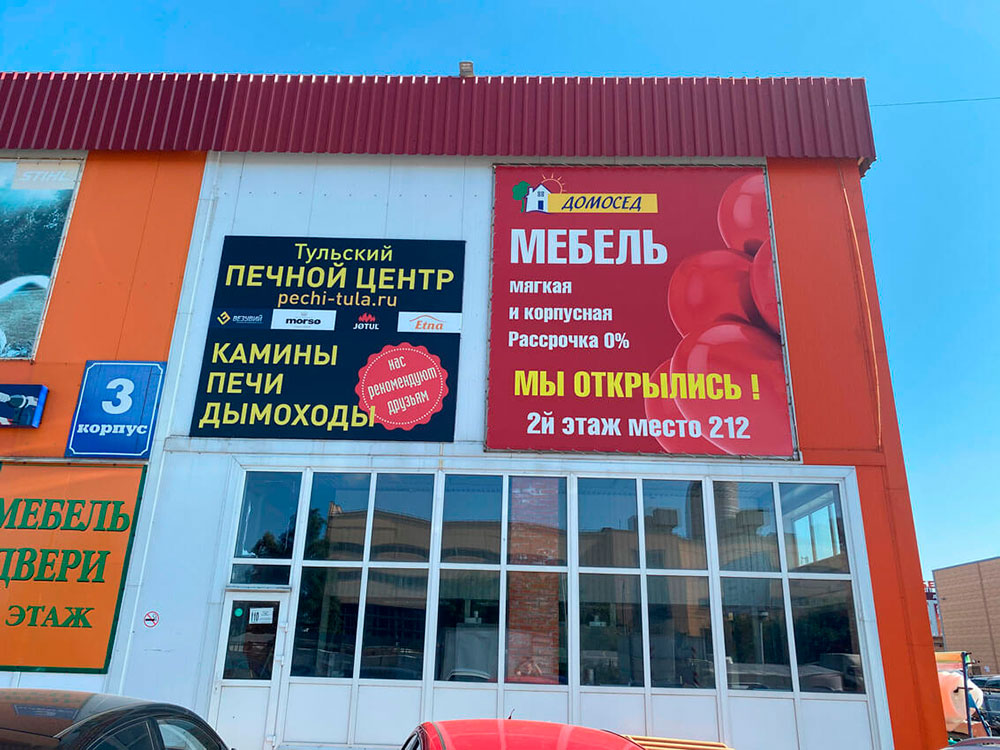 STIHL
3
корпус
МЕБЕЛЬ
ДВЕРИ
ЭТАЖ
Тульский
ПЕЧНОЙ ЦЕНТР
pechi-tula.ru
ВЕЗУВИЙ
morsø
JØTUL
Etna
КАМИНЫ
ПЕЧИ
ДЫМОХОДЫ
нас
рекомендуют
друзьям
ДОМОСЕД
МЕБЕЛЬ
мягкая
и корпусная
Рассрочка 0%
МЫ ОТКРЫЛИСЬ !
2й этаж место 212